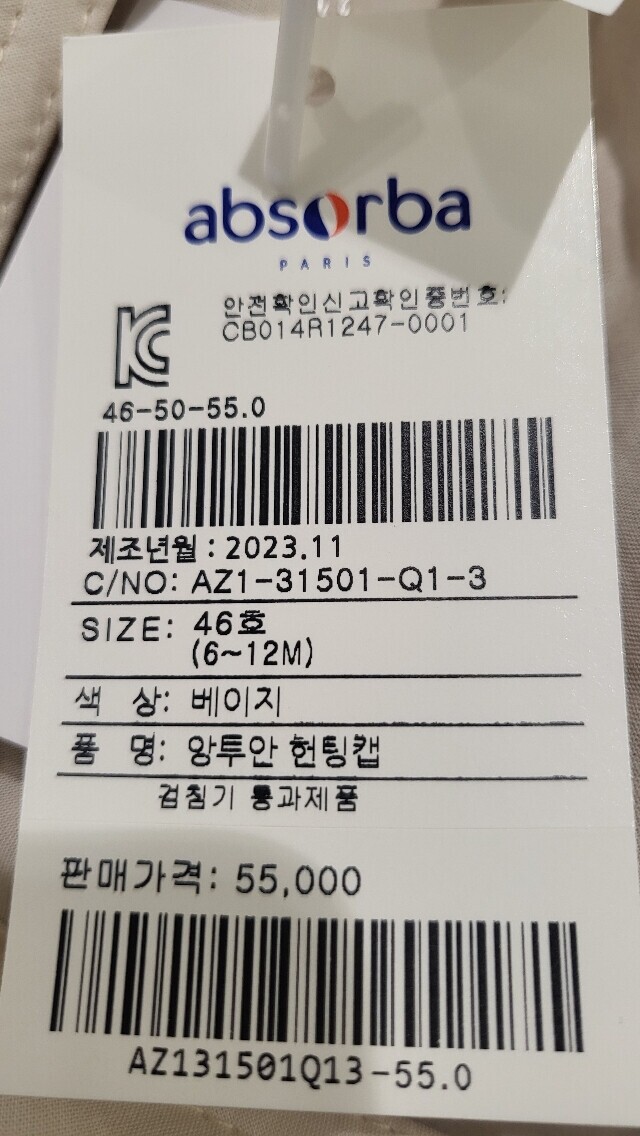 absorba
PARIS
안전확인신고확인증번호:
CB014R1247-0001
46-50-55.0
제조년월 : 2023.11
C/NO: AZ1-31501-Q1-3
SIZE: 46호
(6~12M)
색 상: 베이지
품 명: 앙투안 헌팅캡
검침기 통과제품
판매가격: 55,000
AZ131501Q13-55.0